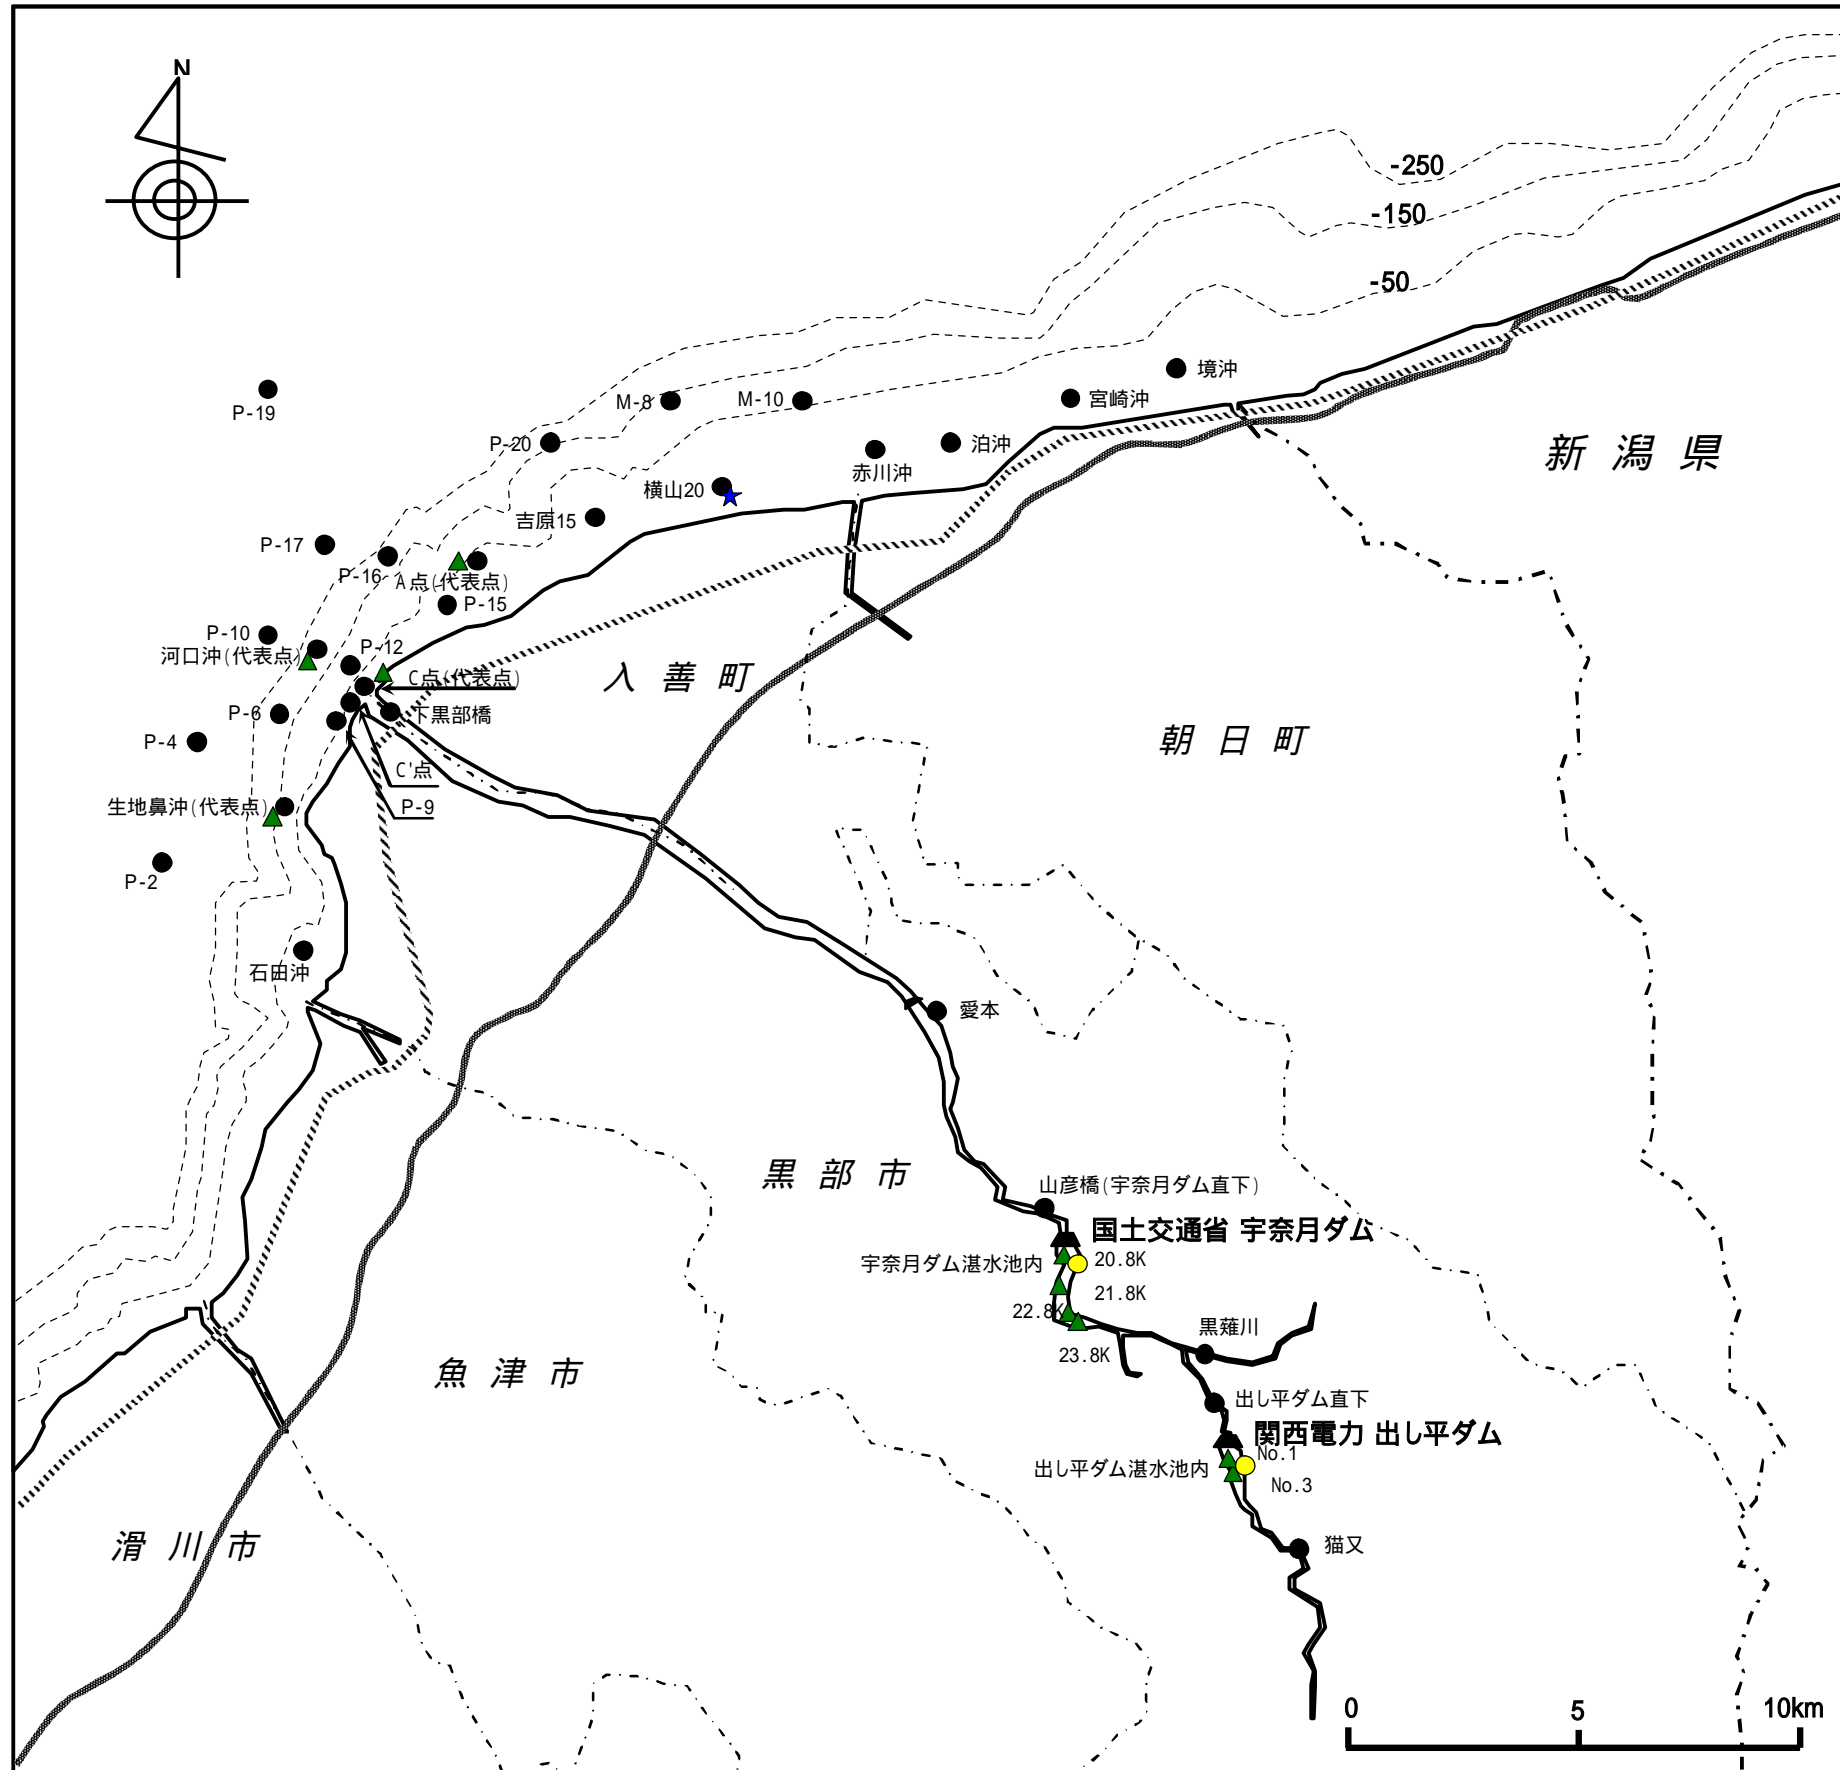 N
-250
-150
-50
境沖
宮崎沖
P-19
M-8
M-10
P-20
泊沖
赤川沖
新潟県
横山20
吉原15
P-17
P-16
A点(代表点)
P-15
P-10
河口沖(代表点)
P-12
C点(代表点)
入善町
P-6
下黒部橋
P-4
朝日町
C'点
生地鼻沖(代表点)
P-9
P-2
石田沖
愛本
黒部市
山彦橋(宇奈月ダム直下)
国土交通省 宇奈月ダム
宇奈月ダム湛水池内
20.8K
21.8K
22.8K
黒薙川
23.8K
魚津市
出し平ダム直下
関西電力 出し平ダム
No.1
出し平ダム湛水池内
No.3
滑川市
猫又
0 5 10km